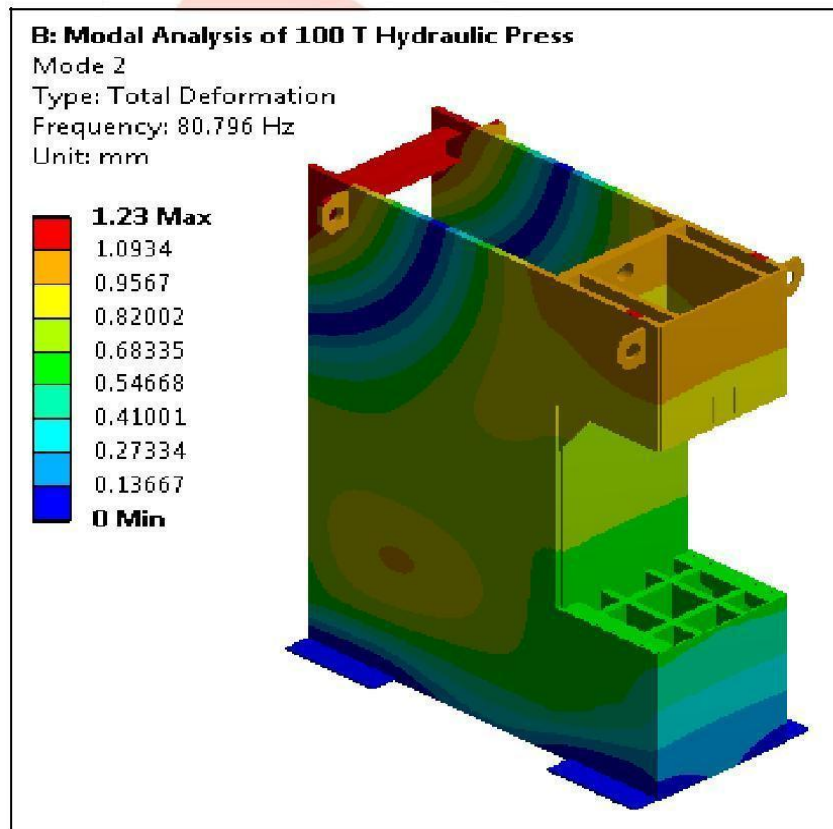 B: Modal Analysis of 100 T Hydraulic Press
Mode 2
Type: Total Deformation
Frequency: 80.796 Hz
Unit: mm
1.23 Max
1.0934
0.9567
0.82002
0.68335
0.54668
0.41001
0.27334
0.13667
0 Min